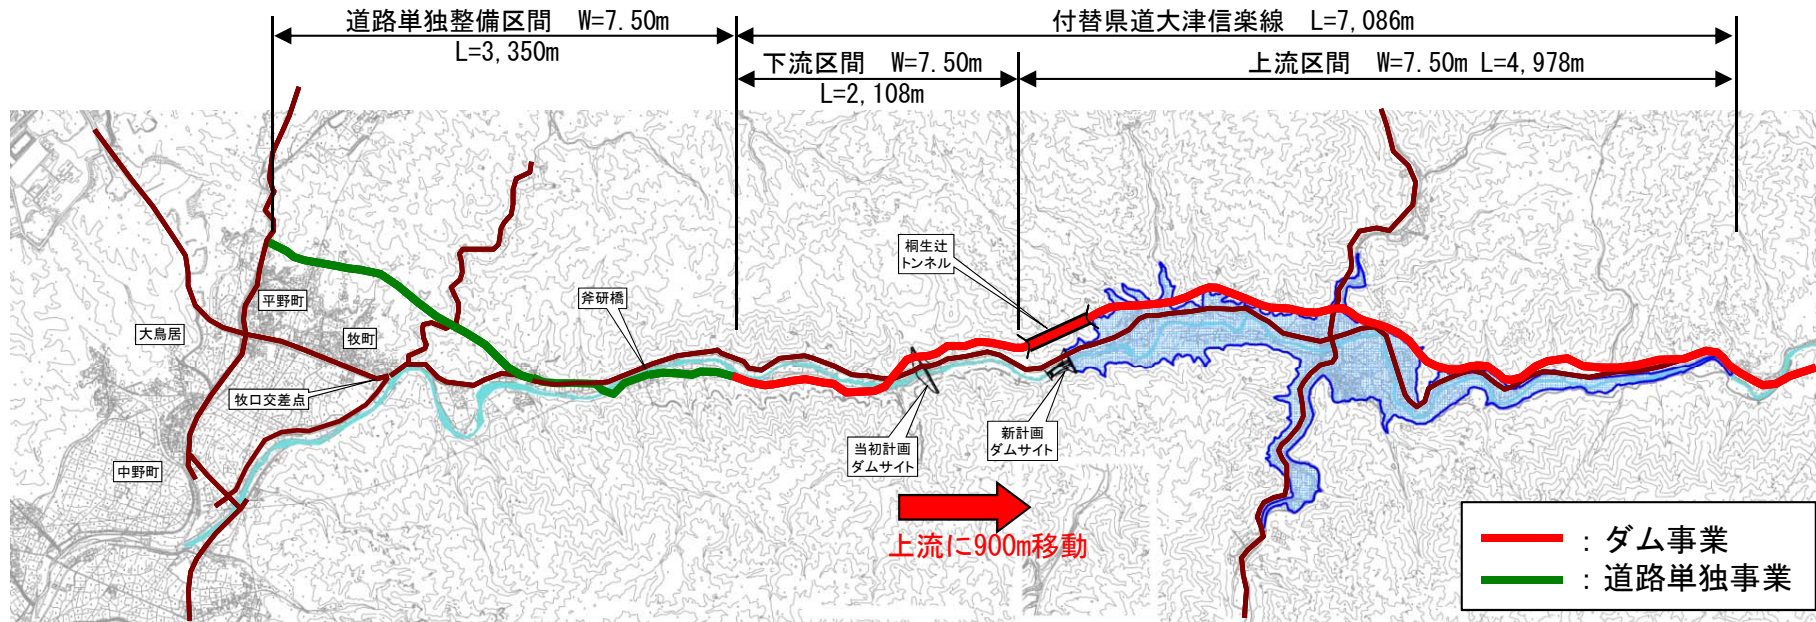 道路単独整備区間　W=7.50m
L=3,350m
付替県道大津信楽線　L=7,086m
下流区間　W=7.50m
L=2,108m
上流区間　W=7.50m L=4,978m
桐生辻
トンネル
斧研橋
平野町
大鳥居
牧町
牧口交差点
中野町
当初計画
ダムサイト
新計画
ダムサイト
上流に900m移動
：ダム事業
：道路単独事業